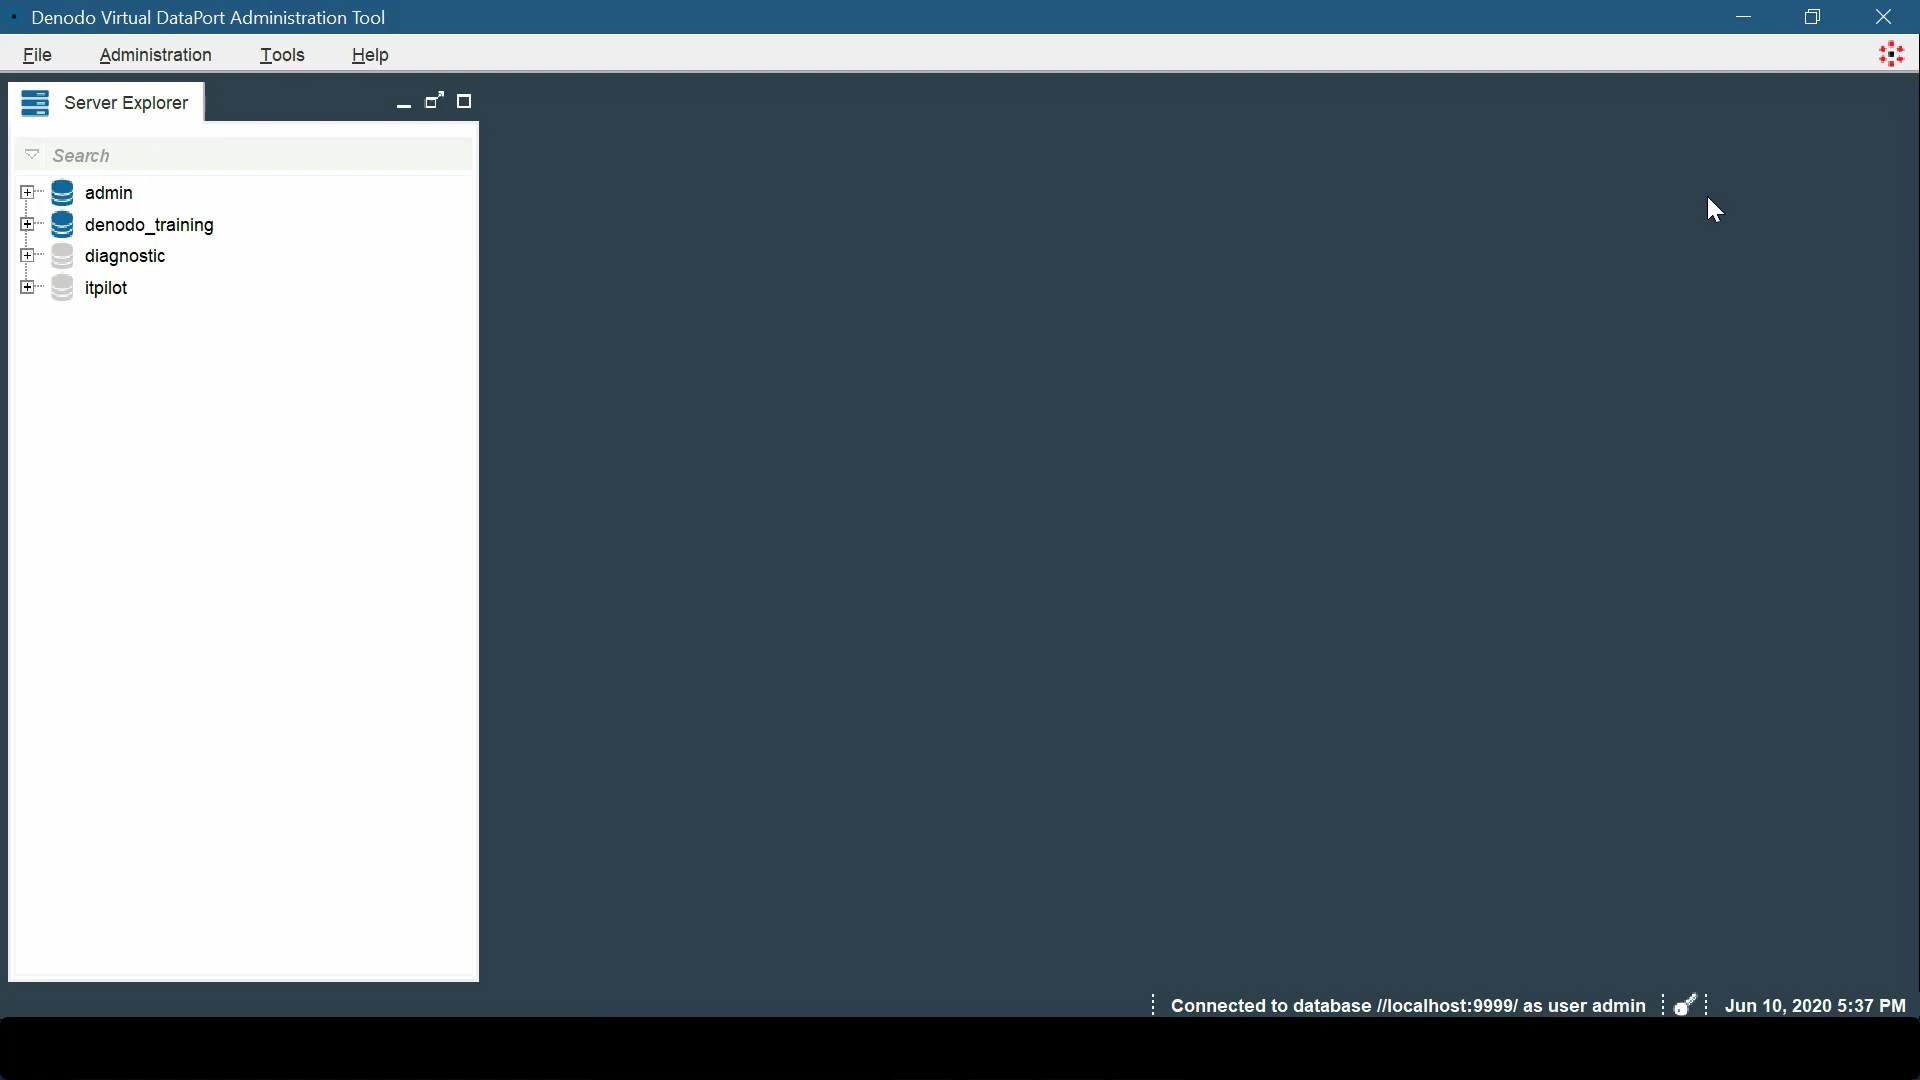 Denodo Virtual DataPort Administration Tool
File Administration Tools Help
Server Explorer
Search
admin
denodo_training
diagnostic
itpilot
Connected to database //localhost:9999/ as user admin Jun 10, 2020 5:37 PM